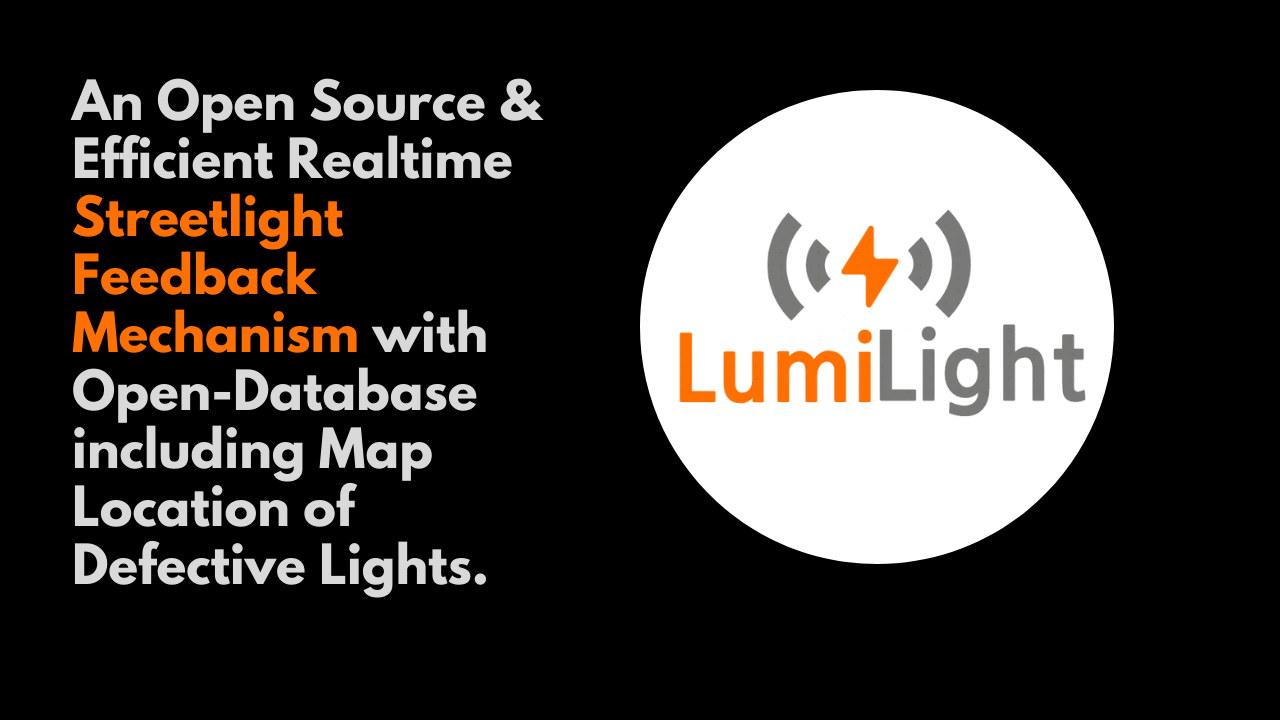 An Open Source &
Efficient Realtime
Streetlight
Feedback
Mechanism with
Open-Database
including Map
Location of
Defective Lights.
LumiLight